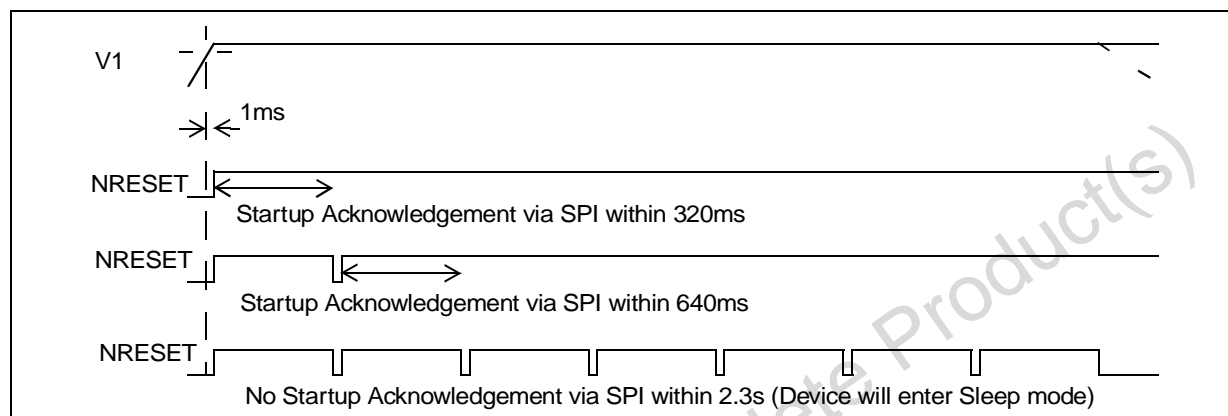 V1
1ms
NRESET
Startup Acknowledgement via SPI within 320ms
NRESET
Startup Acknowledgement via SPI within 640ms
NRESET
No Startup Acknowledgement via SPI within 2.3s (Device will enter Sleep mode)
Product(s)